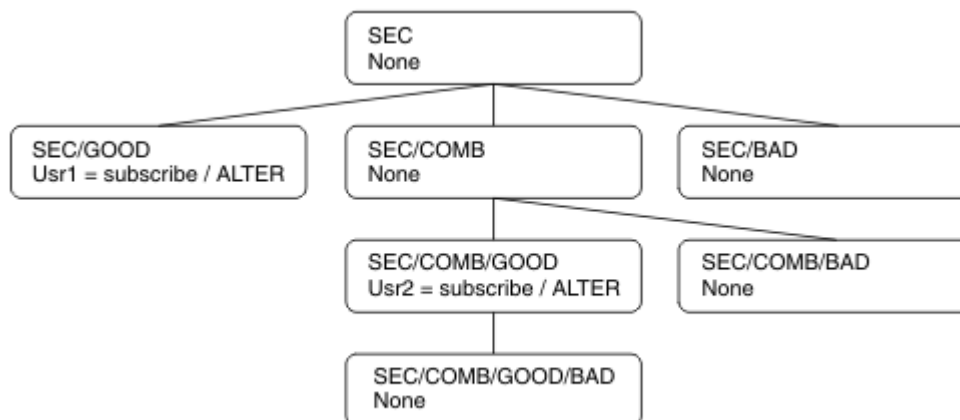 SEC
None
SEC/GOOD
Usr1 = subscribe / ALTER
SEC/COMB
None
SEC/BAD
None
SEC/COMB/GOOD
Usr2 = subscribe / ALTER
SEC/COMB/BAD
None
SEC/COMB/GOOD/BAD
None